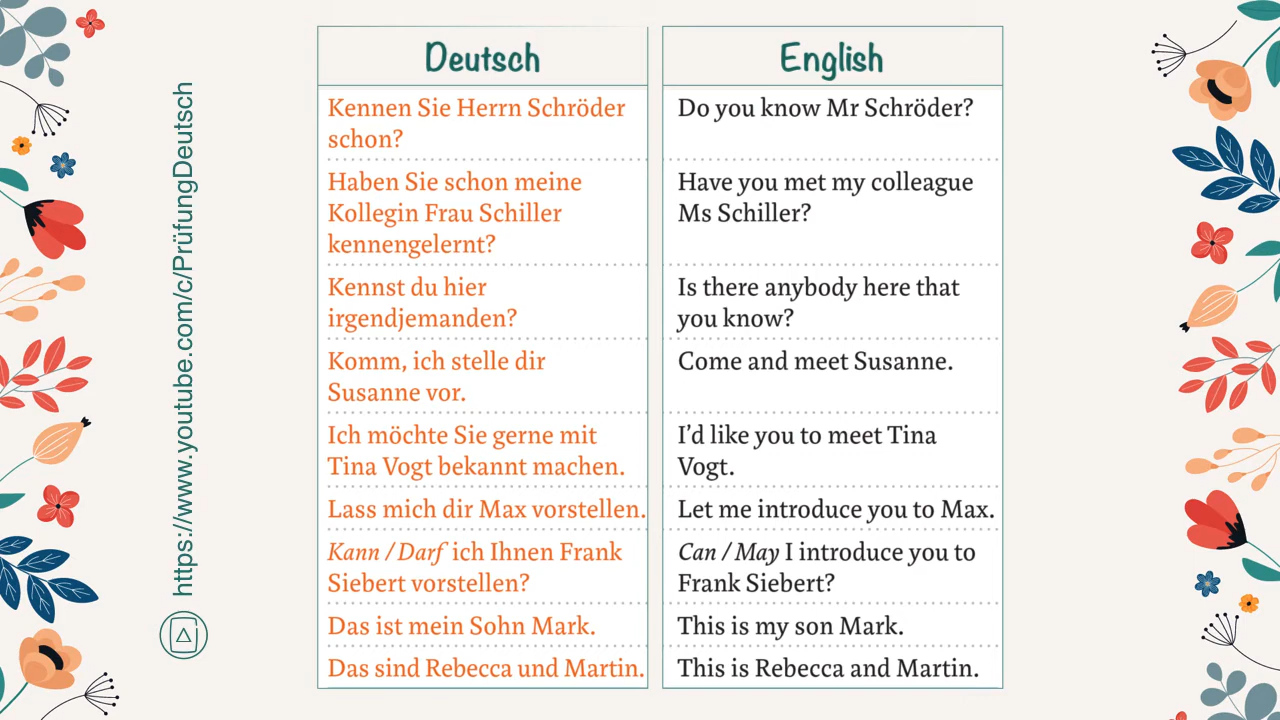 https://www.youtube.com/c/PrüfungDeutsch
Deutsch
English
Kennen Sie Herrn Schröder
schon?
Do you know Mr Schröder?
Haben Sie schon meine
Kollegin Frau Schiller
kennengelernt?
Have you met my colleague
Ms Schiller?
Kennst du hier
irgendjemanden?
Is there anybody here that
you know?
Komm, ich stelle dir
Susanne vor.
Come and meet Susanne.
Ich möchte Sie gerne mit
Tina Vogt bekannt machen.
I’d like you to meet Tina
Vogt.
Lass mich dir Max vorstellen.
Let me introduce you to Max.
Kann / Darf ich Ihnen Frank
Siebert vorstellen?
Can / May I introduce you to
Frank Siebert?
Das ist mein Sohn Mark.
This is my son Mark.
Das sind Rebecca und Martin.
This is Rebecca and Martin.